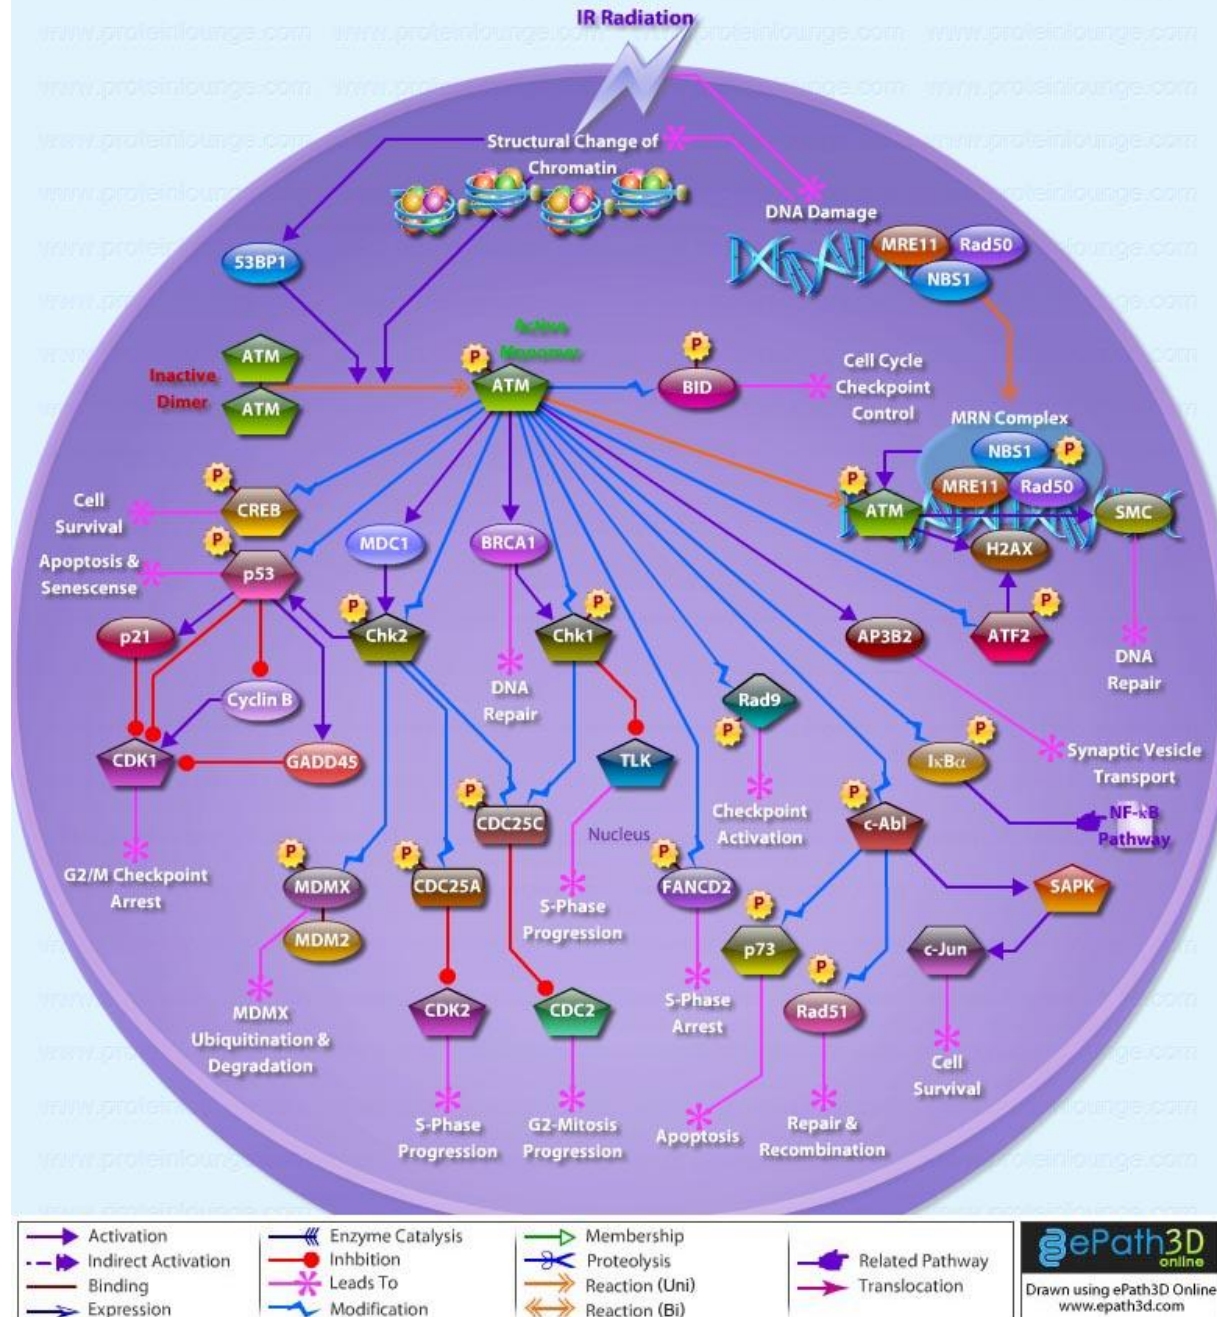 IR Radiation
Structural Change of
Chromatin
DNA Damage
MRE11
Rad50
NBS1
53BP1
Active
Monomer
ATM
Inactive
Dimer
ATM
P
ATM
P
BID
Cell Cycle
Checkpoint
Control
MRN Complex
NBS1
P
MRE11
Rad50
P
ATM
SMC
H2AX
P
CREB
Cell
Survival
P
p53
Apoptosis &
Senescense
MDC1
BRCA1
p21
P
Chk2
P
Chk1
AP3B2
P
ATF2
DNA
Repair
DNA
Repair
Cyclin B
Rad9
P
CDK1
GADD45
TLK
P
IκBα
Synaptic Vesicle
Transport
P
CDC25C
Nucleus
Checkpoint
Activation
P
c-Abl
NF-κB
Pathway
G2/M Checkpoint
Arrest
P
MDMX
MDM2
P
CDC25A
S-Phase
Progression
P
FANCD2
SAPK
P
p73
c-Jun
P
Rad51
MDMX
Ubiquitination &
Degradation
CDK2
CDC2
S-Phase
Arrest
Cell
Survival
S-Phase
Progression
G2-Mitosis
Progression
Apoptosis
Repair &
Recombination
Activation
Indirect Activation
Binding
Expression
Enzyme Catalysis
Inhbition
Leads To
Modification
Membership
Proteolysis
Reaction (Uni)
Reaction (Bi)
Related Pathway
Translocation
ePath3D
online
Drawn using ePath3D Online
www.epath3d.com
www.proteinlounge.com